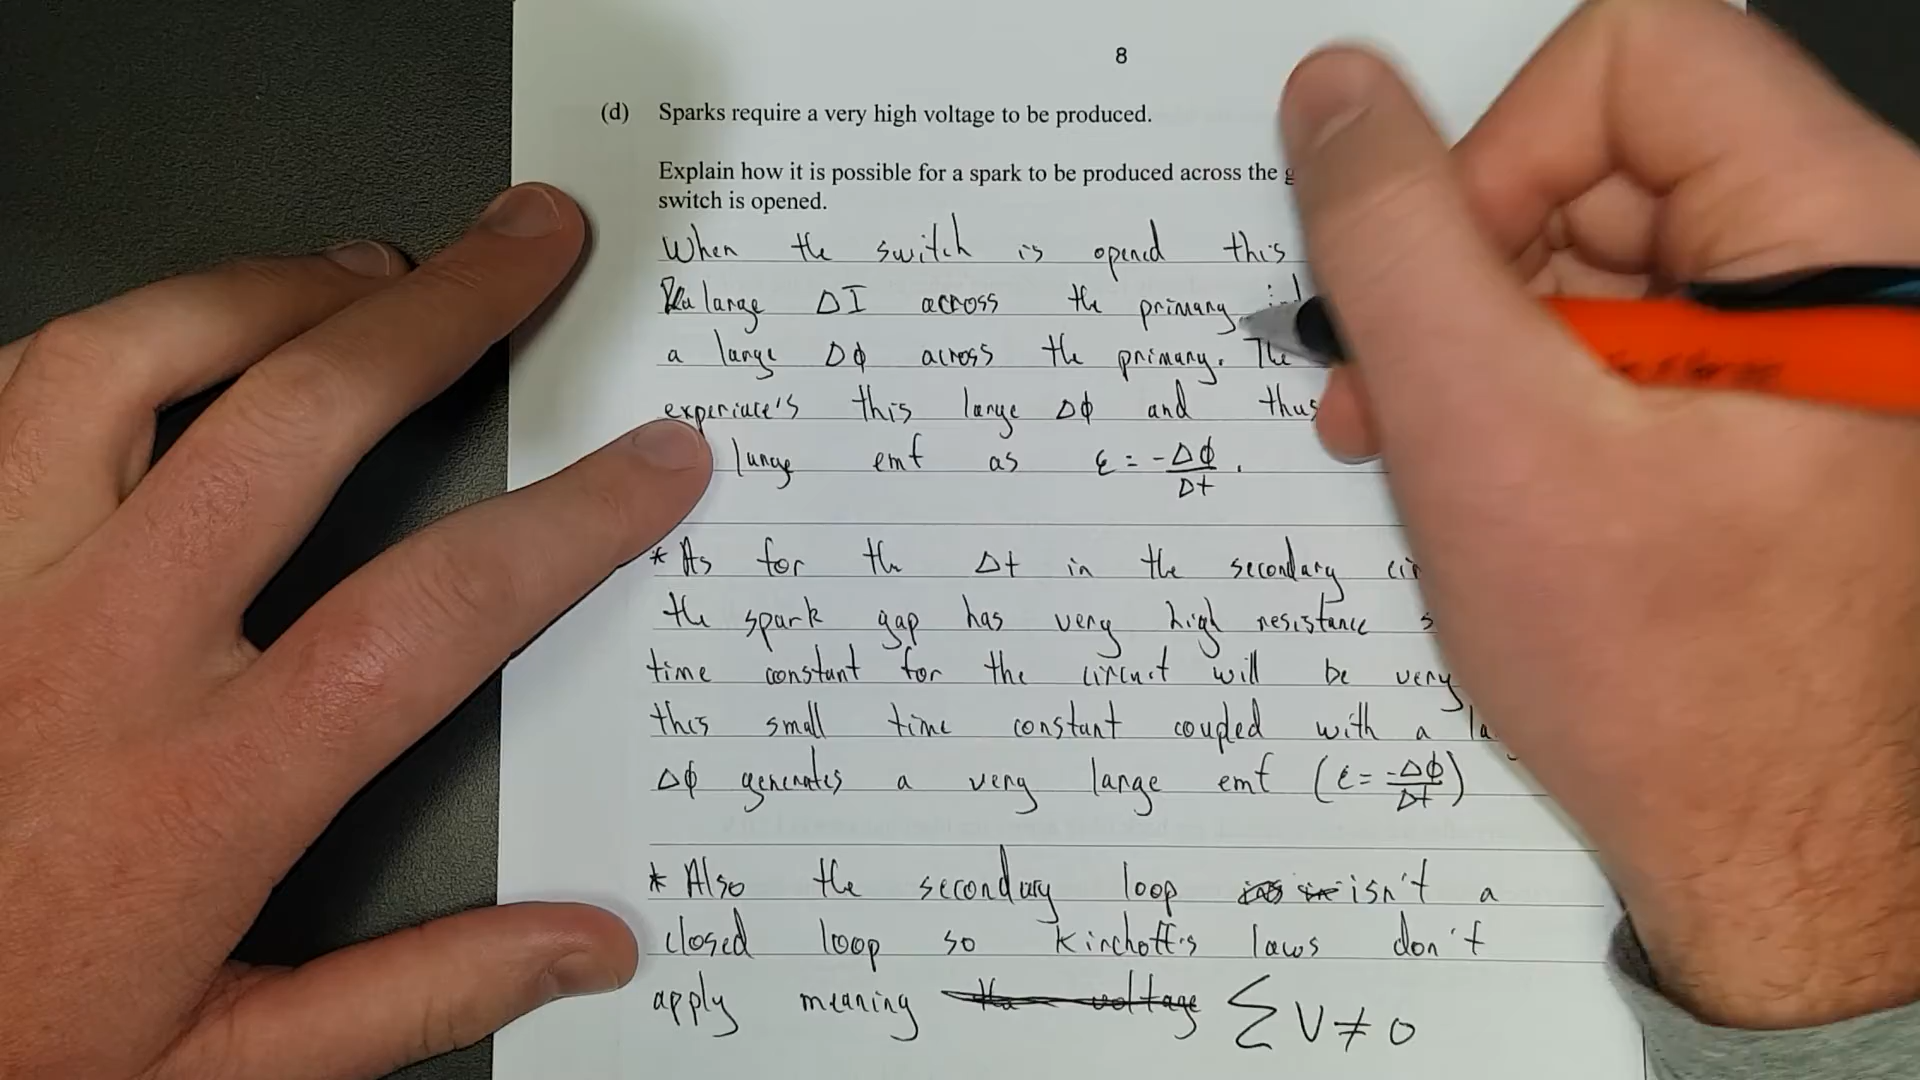 8
(d) Sparks require a very high voltage to be produced.
Explain how it is possible for a spark to be produced across the
switch is opened.
When the switch is opened this
large ΔI across the primary
a large Δϕ across the primary. The
experiace's this large Δϕ and thus
large emf as ε = -Δϕ/Δt.
* As for the Δt in the secondary
the spark gap has very high resistance
time constant for the circuit will be very
this small time constant coupled with a
Δϕ generates a very large emf (ε = -Δϕ/Δt)
* Also the secondary loop isn't a
closed loop so Kirchoff's laws don't
apply meaning the voltage ΣV ≠ 0